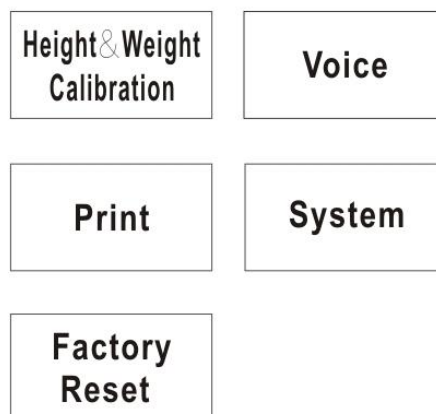 Height&Weight
Calibration
Voice
Print
System
Factory
Reset